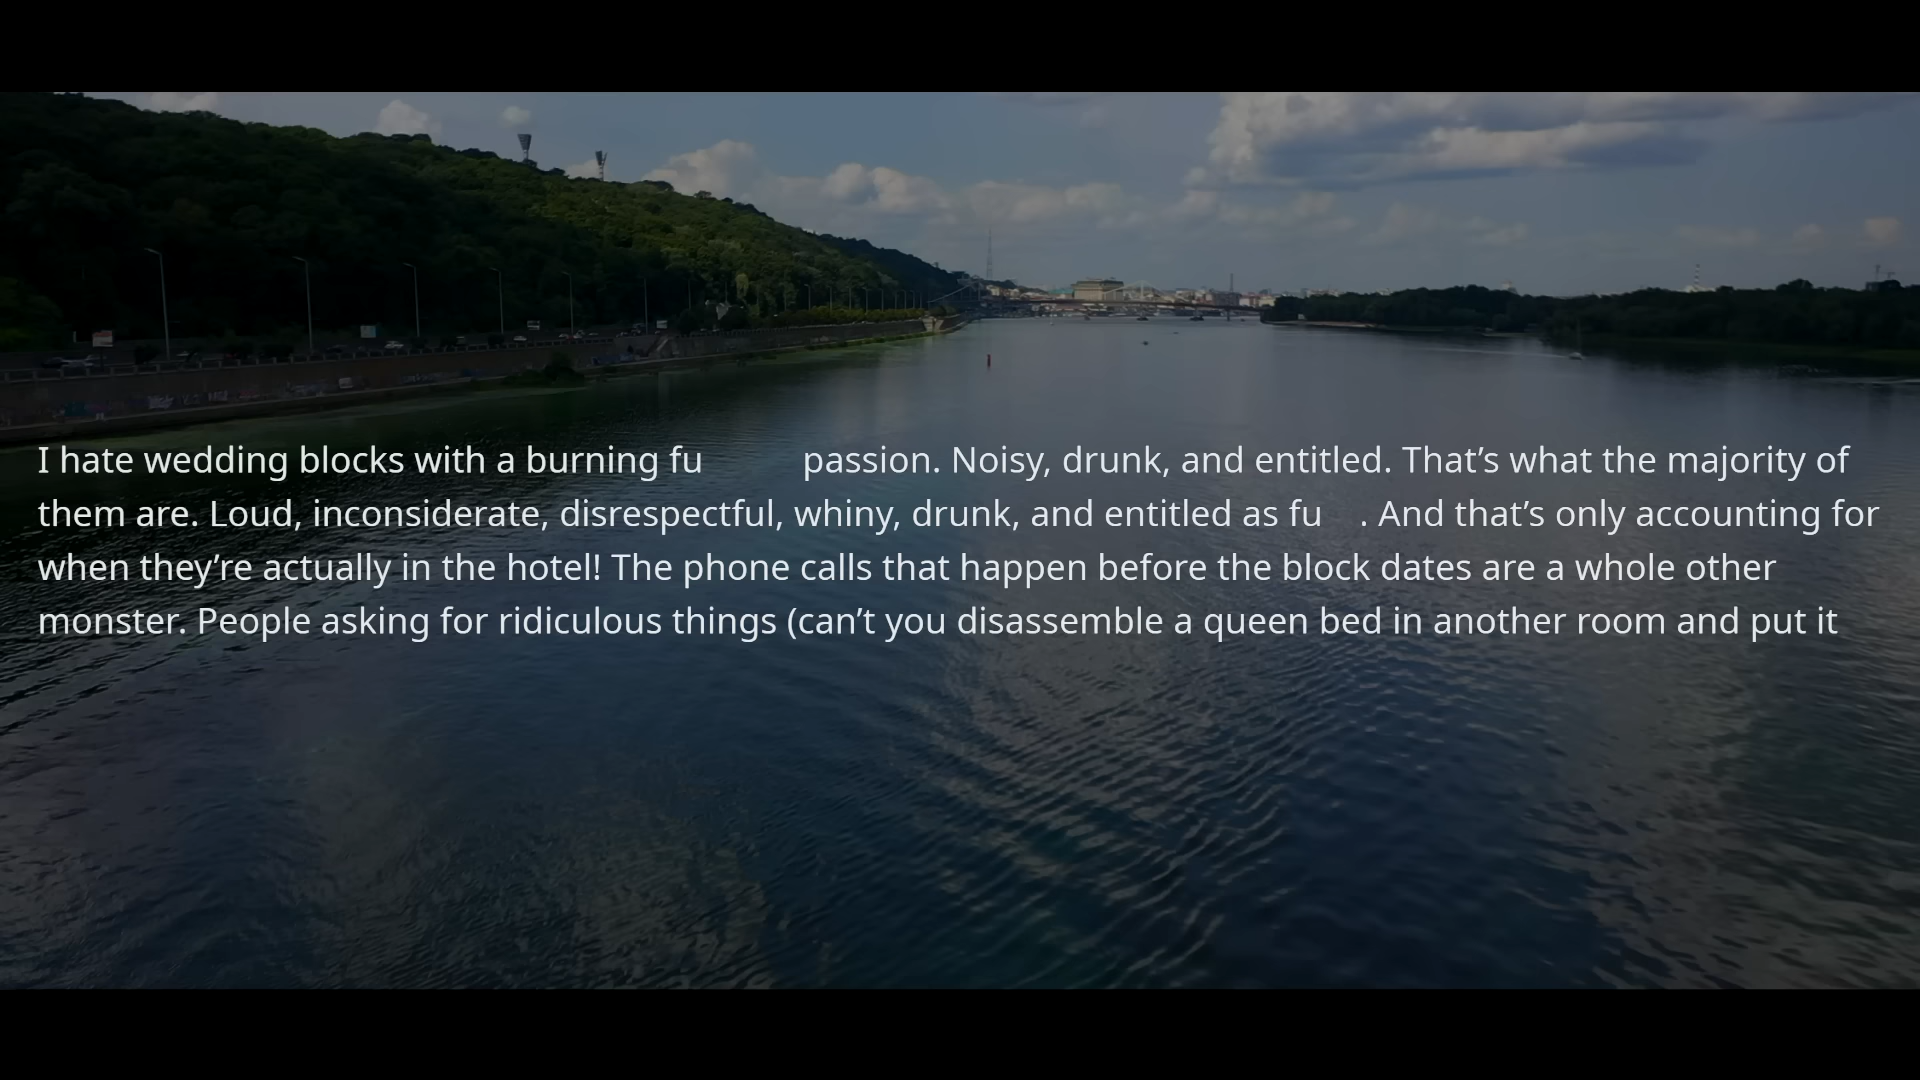 I hate wedding blocks with a burning fu passion. Noisy, drunk, and entitled. That’s what the majority of
them are. Loud, inconsiderate, disrespectful, whiny, drunk, and entitled as fu . And that’s only accounting for
when they’re actually in the hotel! The phone calls that happen before the block dates are a whole other
monster. People asking for ridiculous things (can’t you disassemble a queen bed in another room and put it